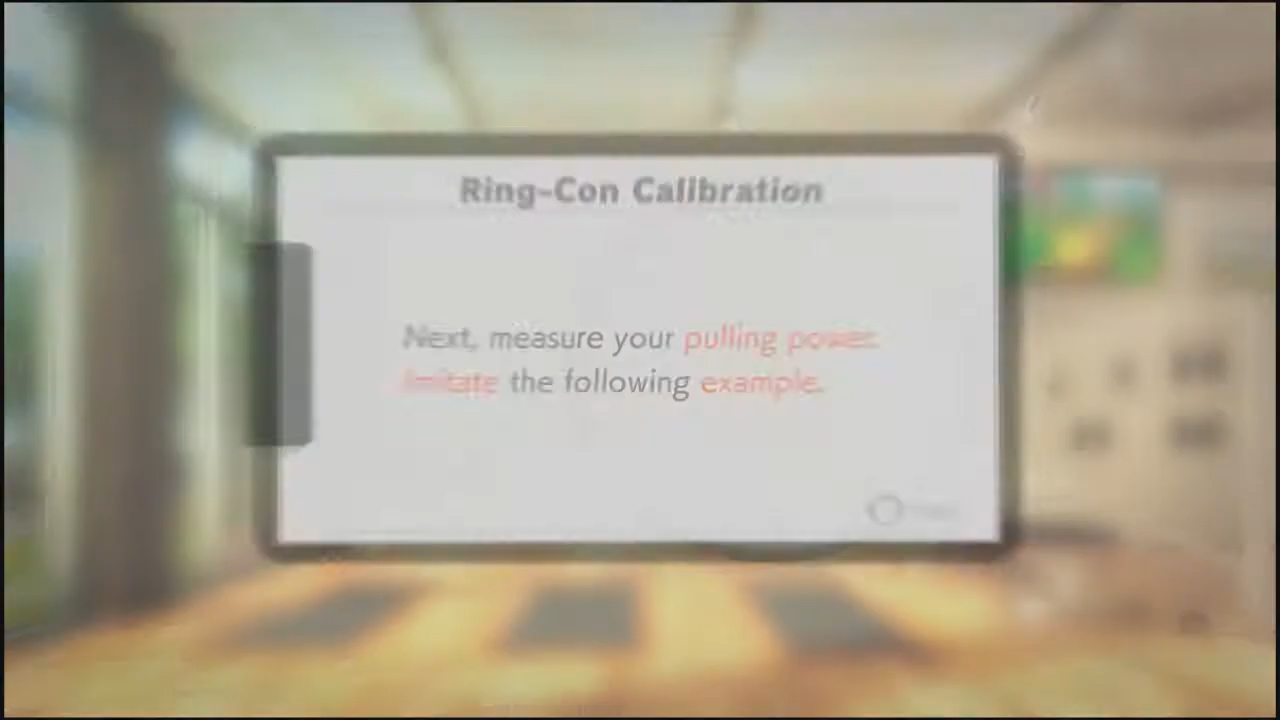 Ring-Con Calibration
Next, measure your pulling power.
Imitate the following example.